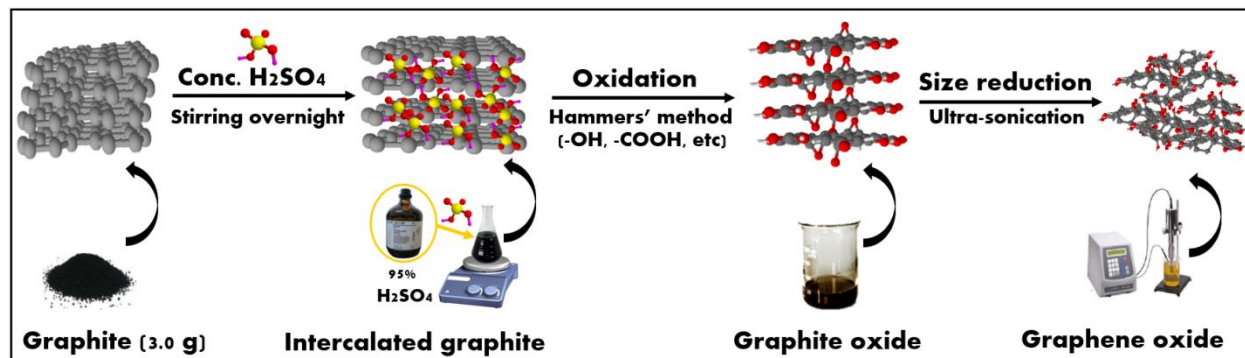 Conc. H₂SO₄
Stirring overnight
Oxidation
Hammers' method
(-OH, -COOH, etc)
Size reduction
Ultra-sonication
95%
H₂SO₄
Graphite (3.0 g)
Intercalated graphite
Graphite oxide
Graphene oxide